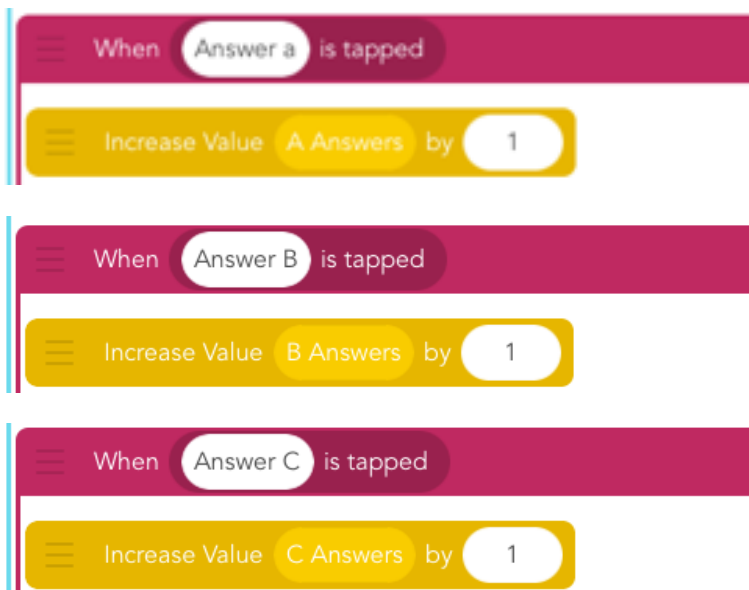 When Answer a is tapped
Increase Value A Answers by 1
When Answer B is tapped
Increase Value B Answers by 1
When Answer C is tapped
Increase Value C Answers by 1